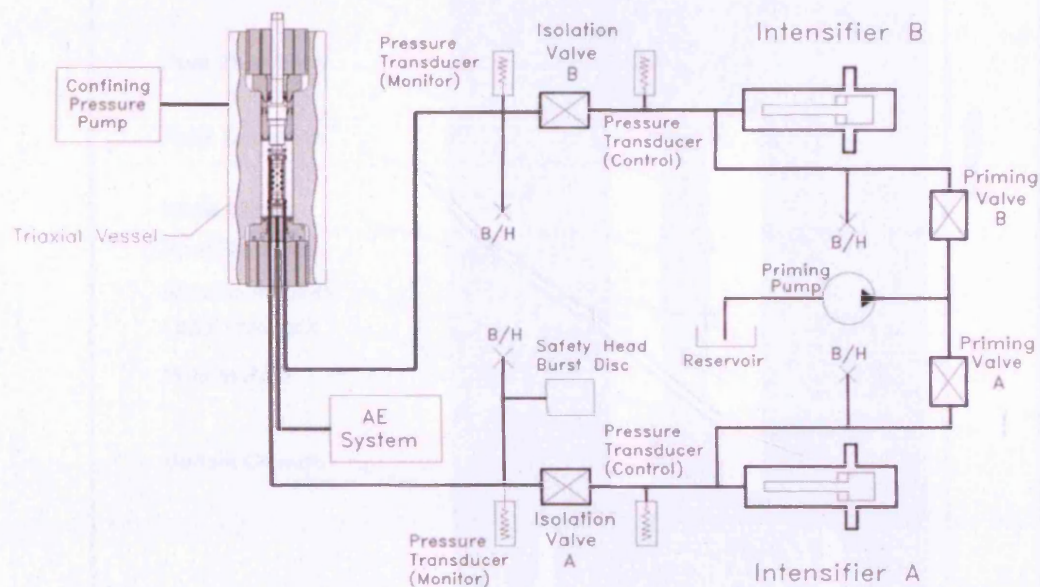 Confining
Pressure
Pump
Triaxial Vessel
Pressure
Transducer
(Monitor)
Isolation
Valve
B
Intensifier B
Pressure
Transducer
(Control)
B/H
B/H
Priming
Valve
B
Priming
Pump
Reservoir
B/H
Safety Head
Burst Disc
B/H
Priming
Valve
A
AE
System
Pressure
Transducer
(Control)
Pressure
Transducer
(Monitor)
Isolation
Valve
A
Intensifier A